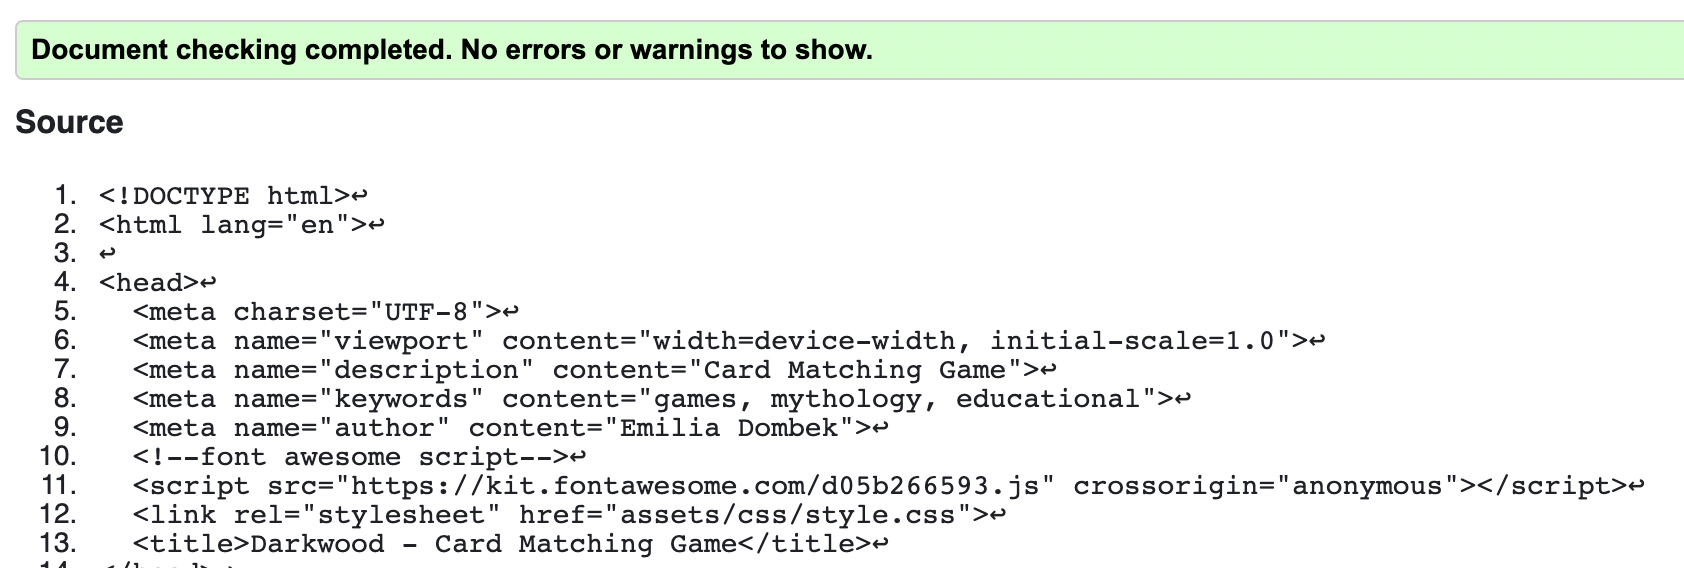 Document checking completed. No errors or warnings to show.
Source
1. <!DOCTYPE html>↩
2. <html lang="en">↩
3. ↩
4. <head>↩
5. <meta charset="UTF-8">↩
6. <meta name="viewport" content="width=device-width, initial-scale=1.0">↩
7. <meta name="description" content="Card Matching Game">↩
8. <meta name="keywords" content="games, mythology, educational">↩
9. <meta name="author" content="Emilia Dombek">↩
10. <!--font awesome script-->↩
11. <script src="https://kit.fontawesome.com/d05b266593.js" crossorigin="anonymous"></script>↩
12. <link rel="stylesheet" href="assets/css/style.css">↩
13. <title>Darkwood - Card Matching Game</title>↩